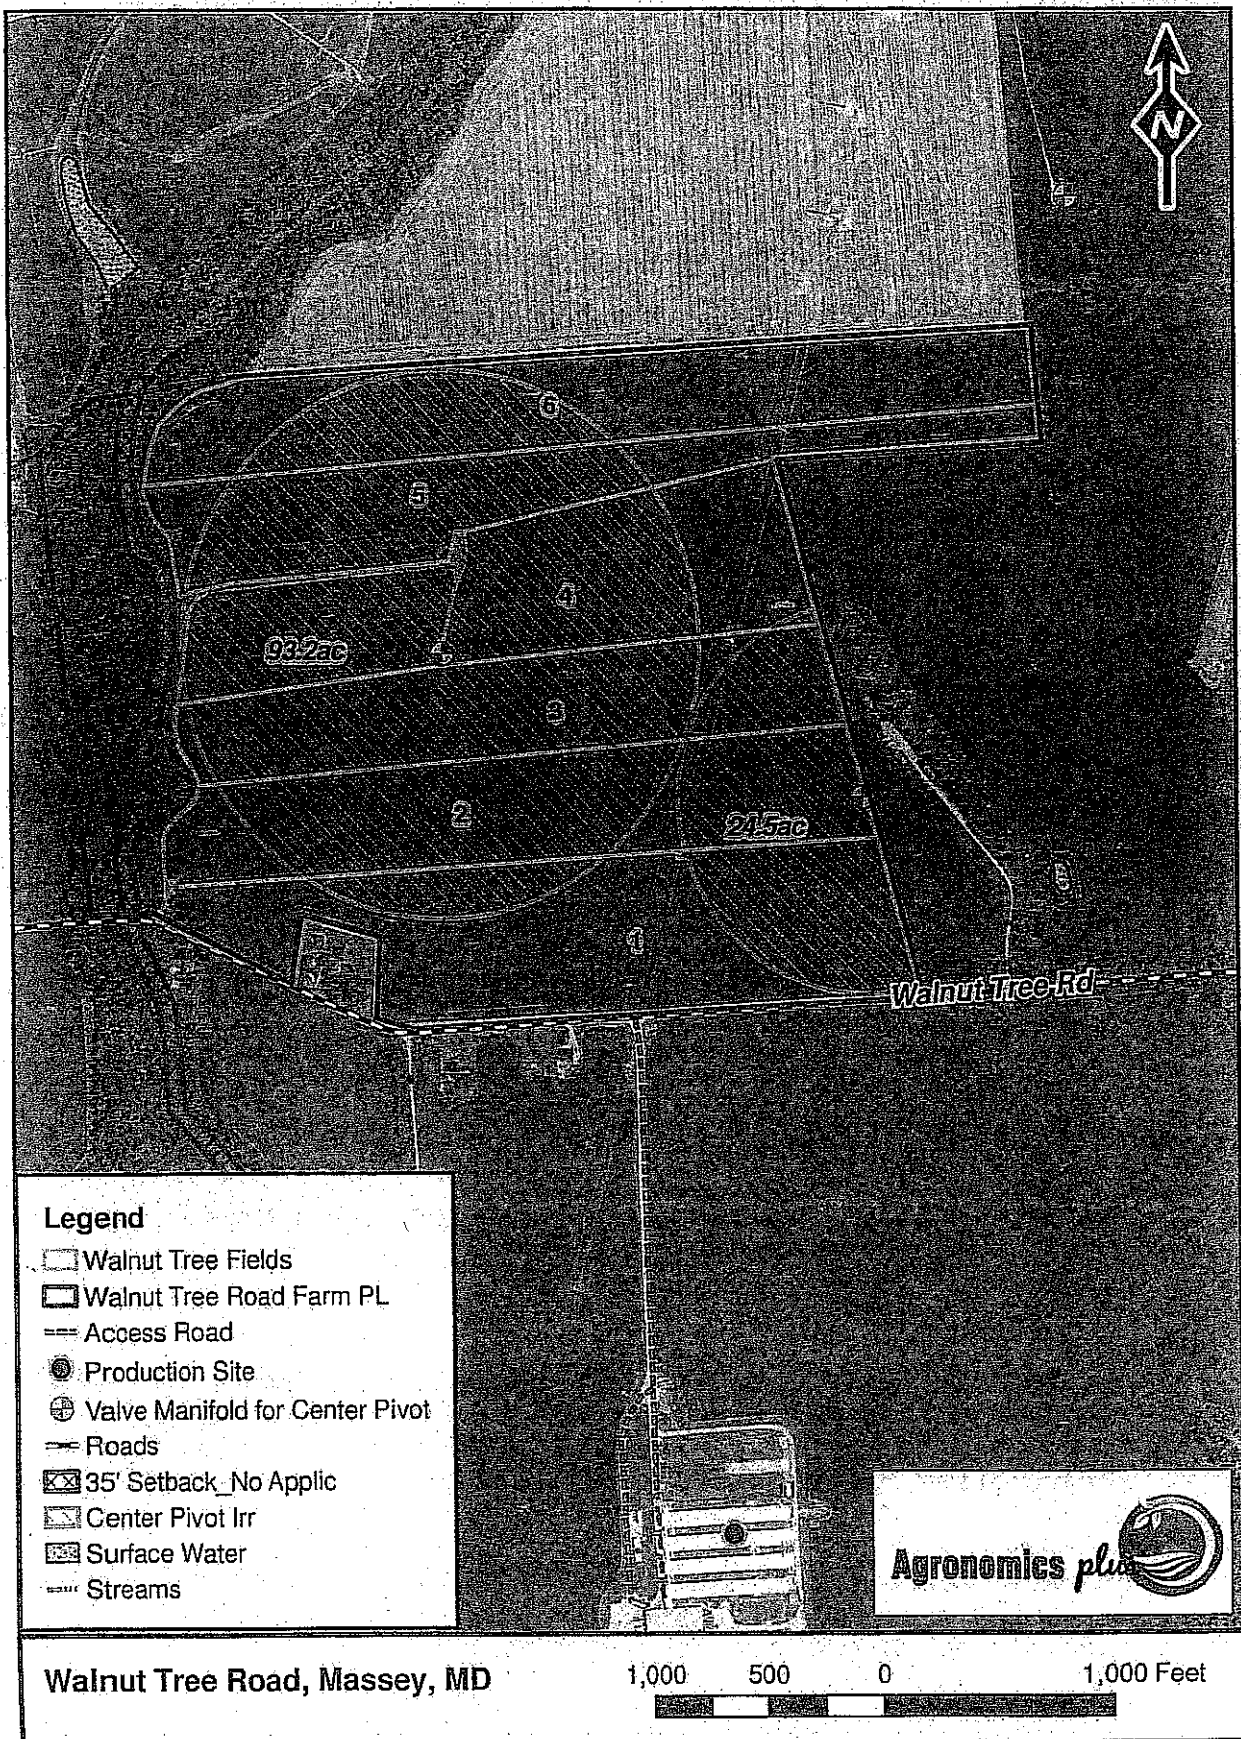 N
6
5
4
93.2ac
3
2
24.5ac
1
Walnut Tree Rd
Legend
Walnut Tree Fields
Walnut Tree Road Farm PL
Access Road
Production Site
Valve Manifold for Center Pivot
Roads
35' Setback_No Applic
Center Pivot Irr
Surface Water
Streams
Agronomics plus
Walnut Tree Road, Massey, MD
1,000 500 0 1,000 Feet